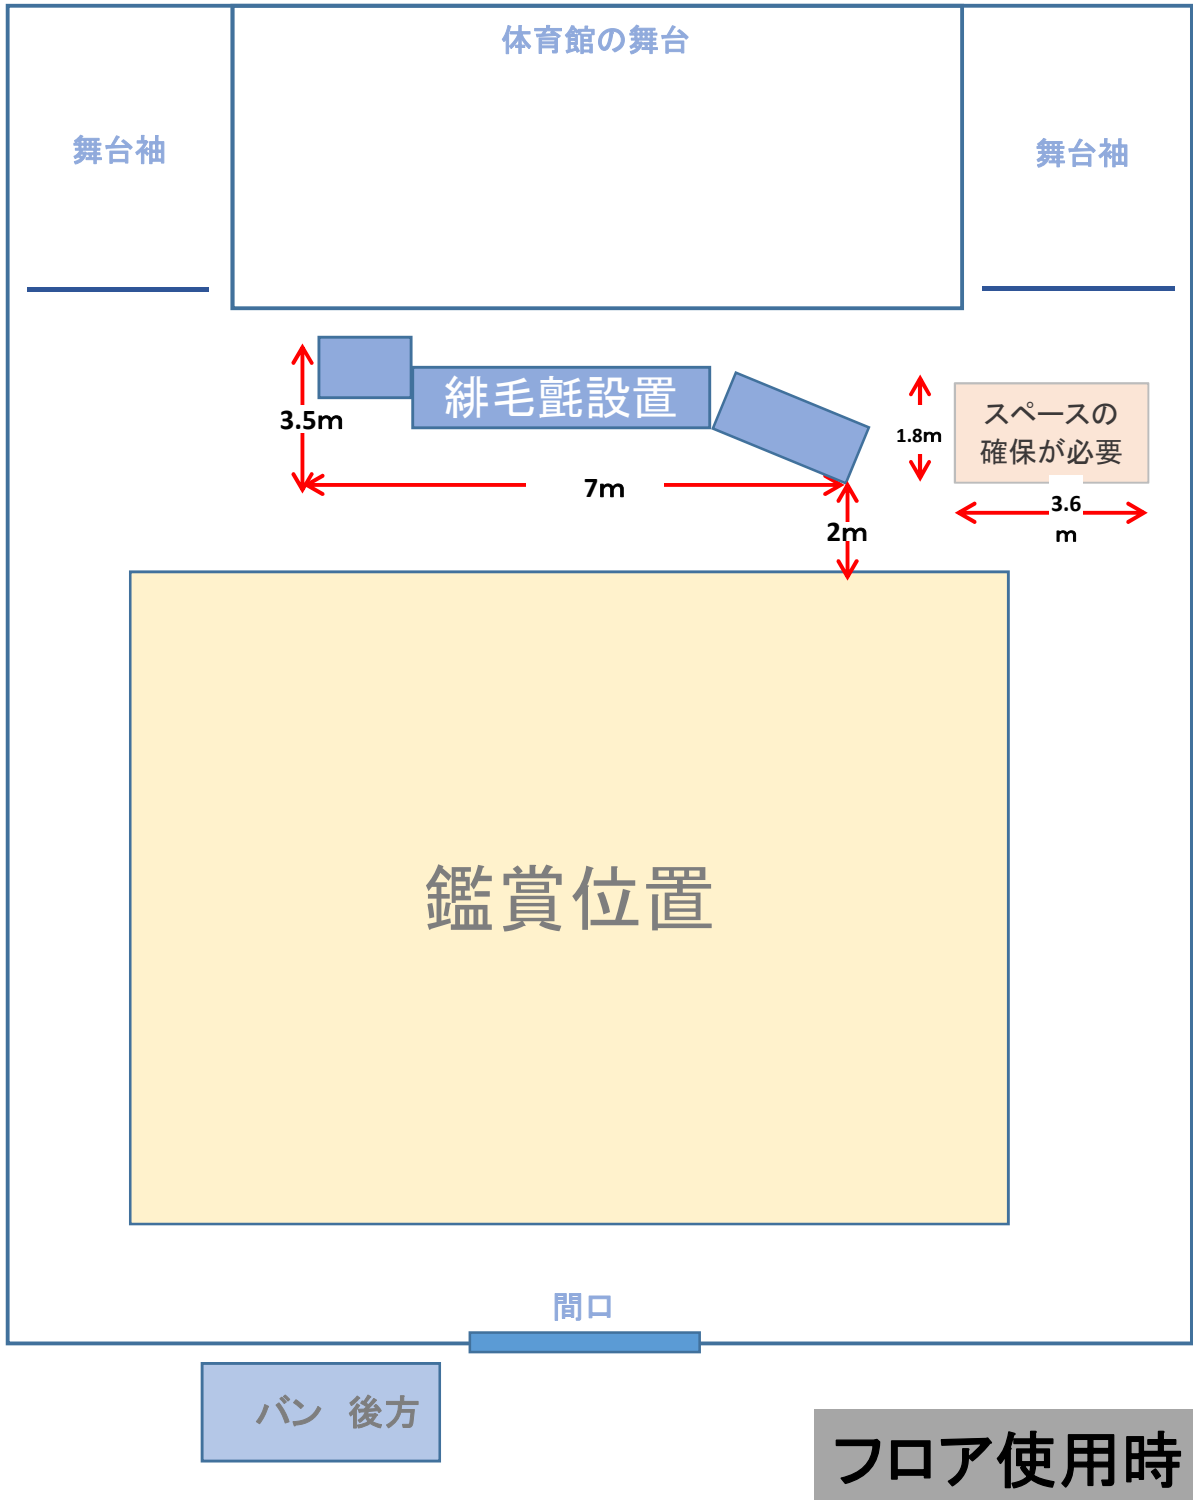 体育館の舞台
舞台袖
舞台袖
緋毛氈設置
3.5m
7m
2m
1.8m
スペースの
確保が必要
3.6
m
鑑賞位置
間口
バン　後方
フロア使用時